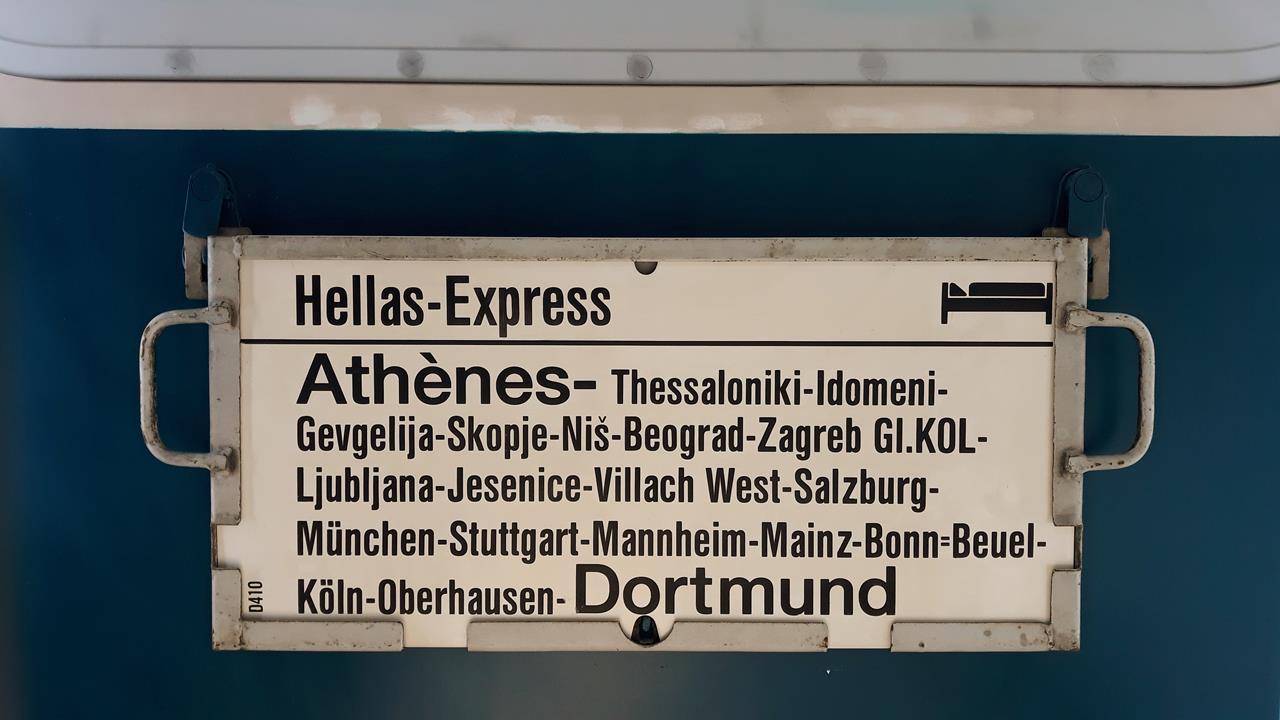 Hellas-Express
Athènes- Thessaloniki-Idomeni-
Gevgelija-Skopje-Niš-Beograd-Zagreb Gl.KOL-
Ljubljana-Jesenice-Villach West-Salzburg-
München-Stuttgart-Mannheim-Mainz-Bonn=Beuel-
Köln-Oberhausen- Dortmund
D410